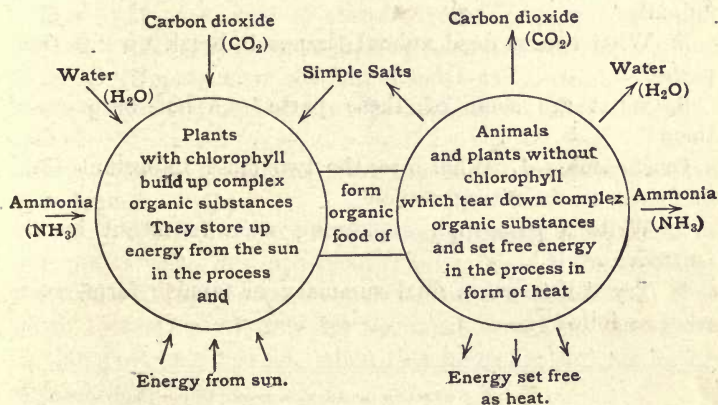 Carbon dioxide
(CO₂)
Water
(H₂O)
Simple Salts
Plants
with chlorophyll
build up complex
organic substances
They store up
energy from the sun
in the process
and
Ammonia
(NH₃)
Energy from sun.
form
organic
food of
Carbon dioxide
(CO₂)
Water
(H₂O)
Animals
and plants without
chlorophyll
which tear down complex
organic substances
and set free energy
in the process in
form of heat
Ammonia
(NH₃)
Energy set free
as heat.